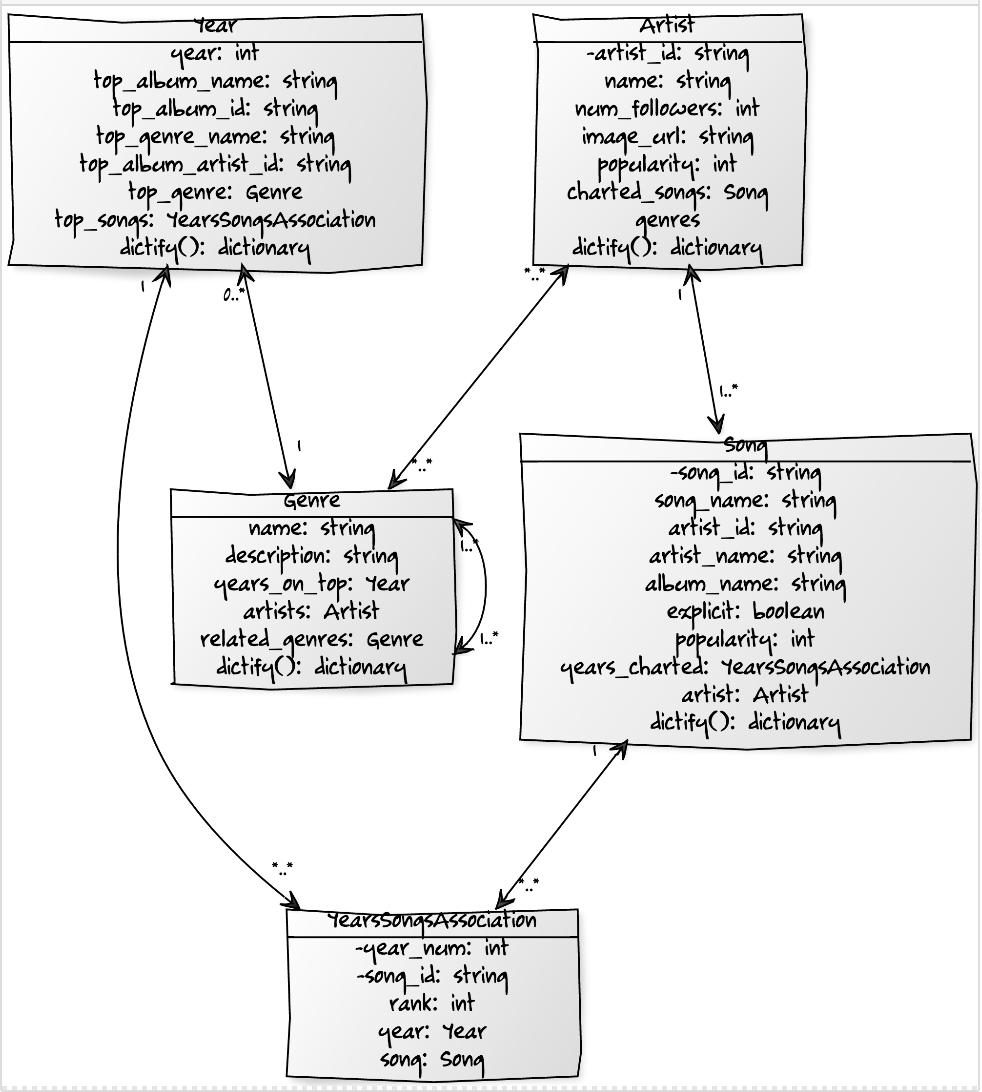 Year
year: int
top_album_name: string
top_album_id: string
top_genre_name: string
top_album_artist_id: string
top_genre: Genre
top_songs: YearsSongsAssociation
dictify(): dictionary
Artist
-artist_id: string
name: string
num_followers: int
image_url: string
popularity: int
charted_songs: Song
genres
dictify(): dictionary
1
0..*
*..*
1
1..*
1
*..*
Genre
name: string
description: string
years_on_top: Year
artists: Artist
related_genres: Genre
dictify(): dictionary
1..*
1..*
Song
-song_id: string
song_name: string
artist_id: string
artist_name: string
album_name: string
explicit: boolean
popularity: int
years_charted: YearsSongsAssociation
artist: Artist
dictify(): dictionary
1
*..*
*..*
YearsSongsAssociation
-year_num: int
-song_id: string
rank: int
year: Year
song: Song